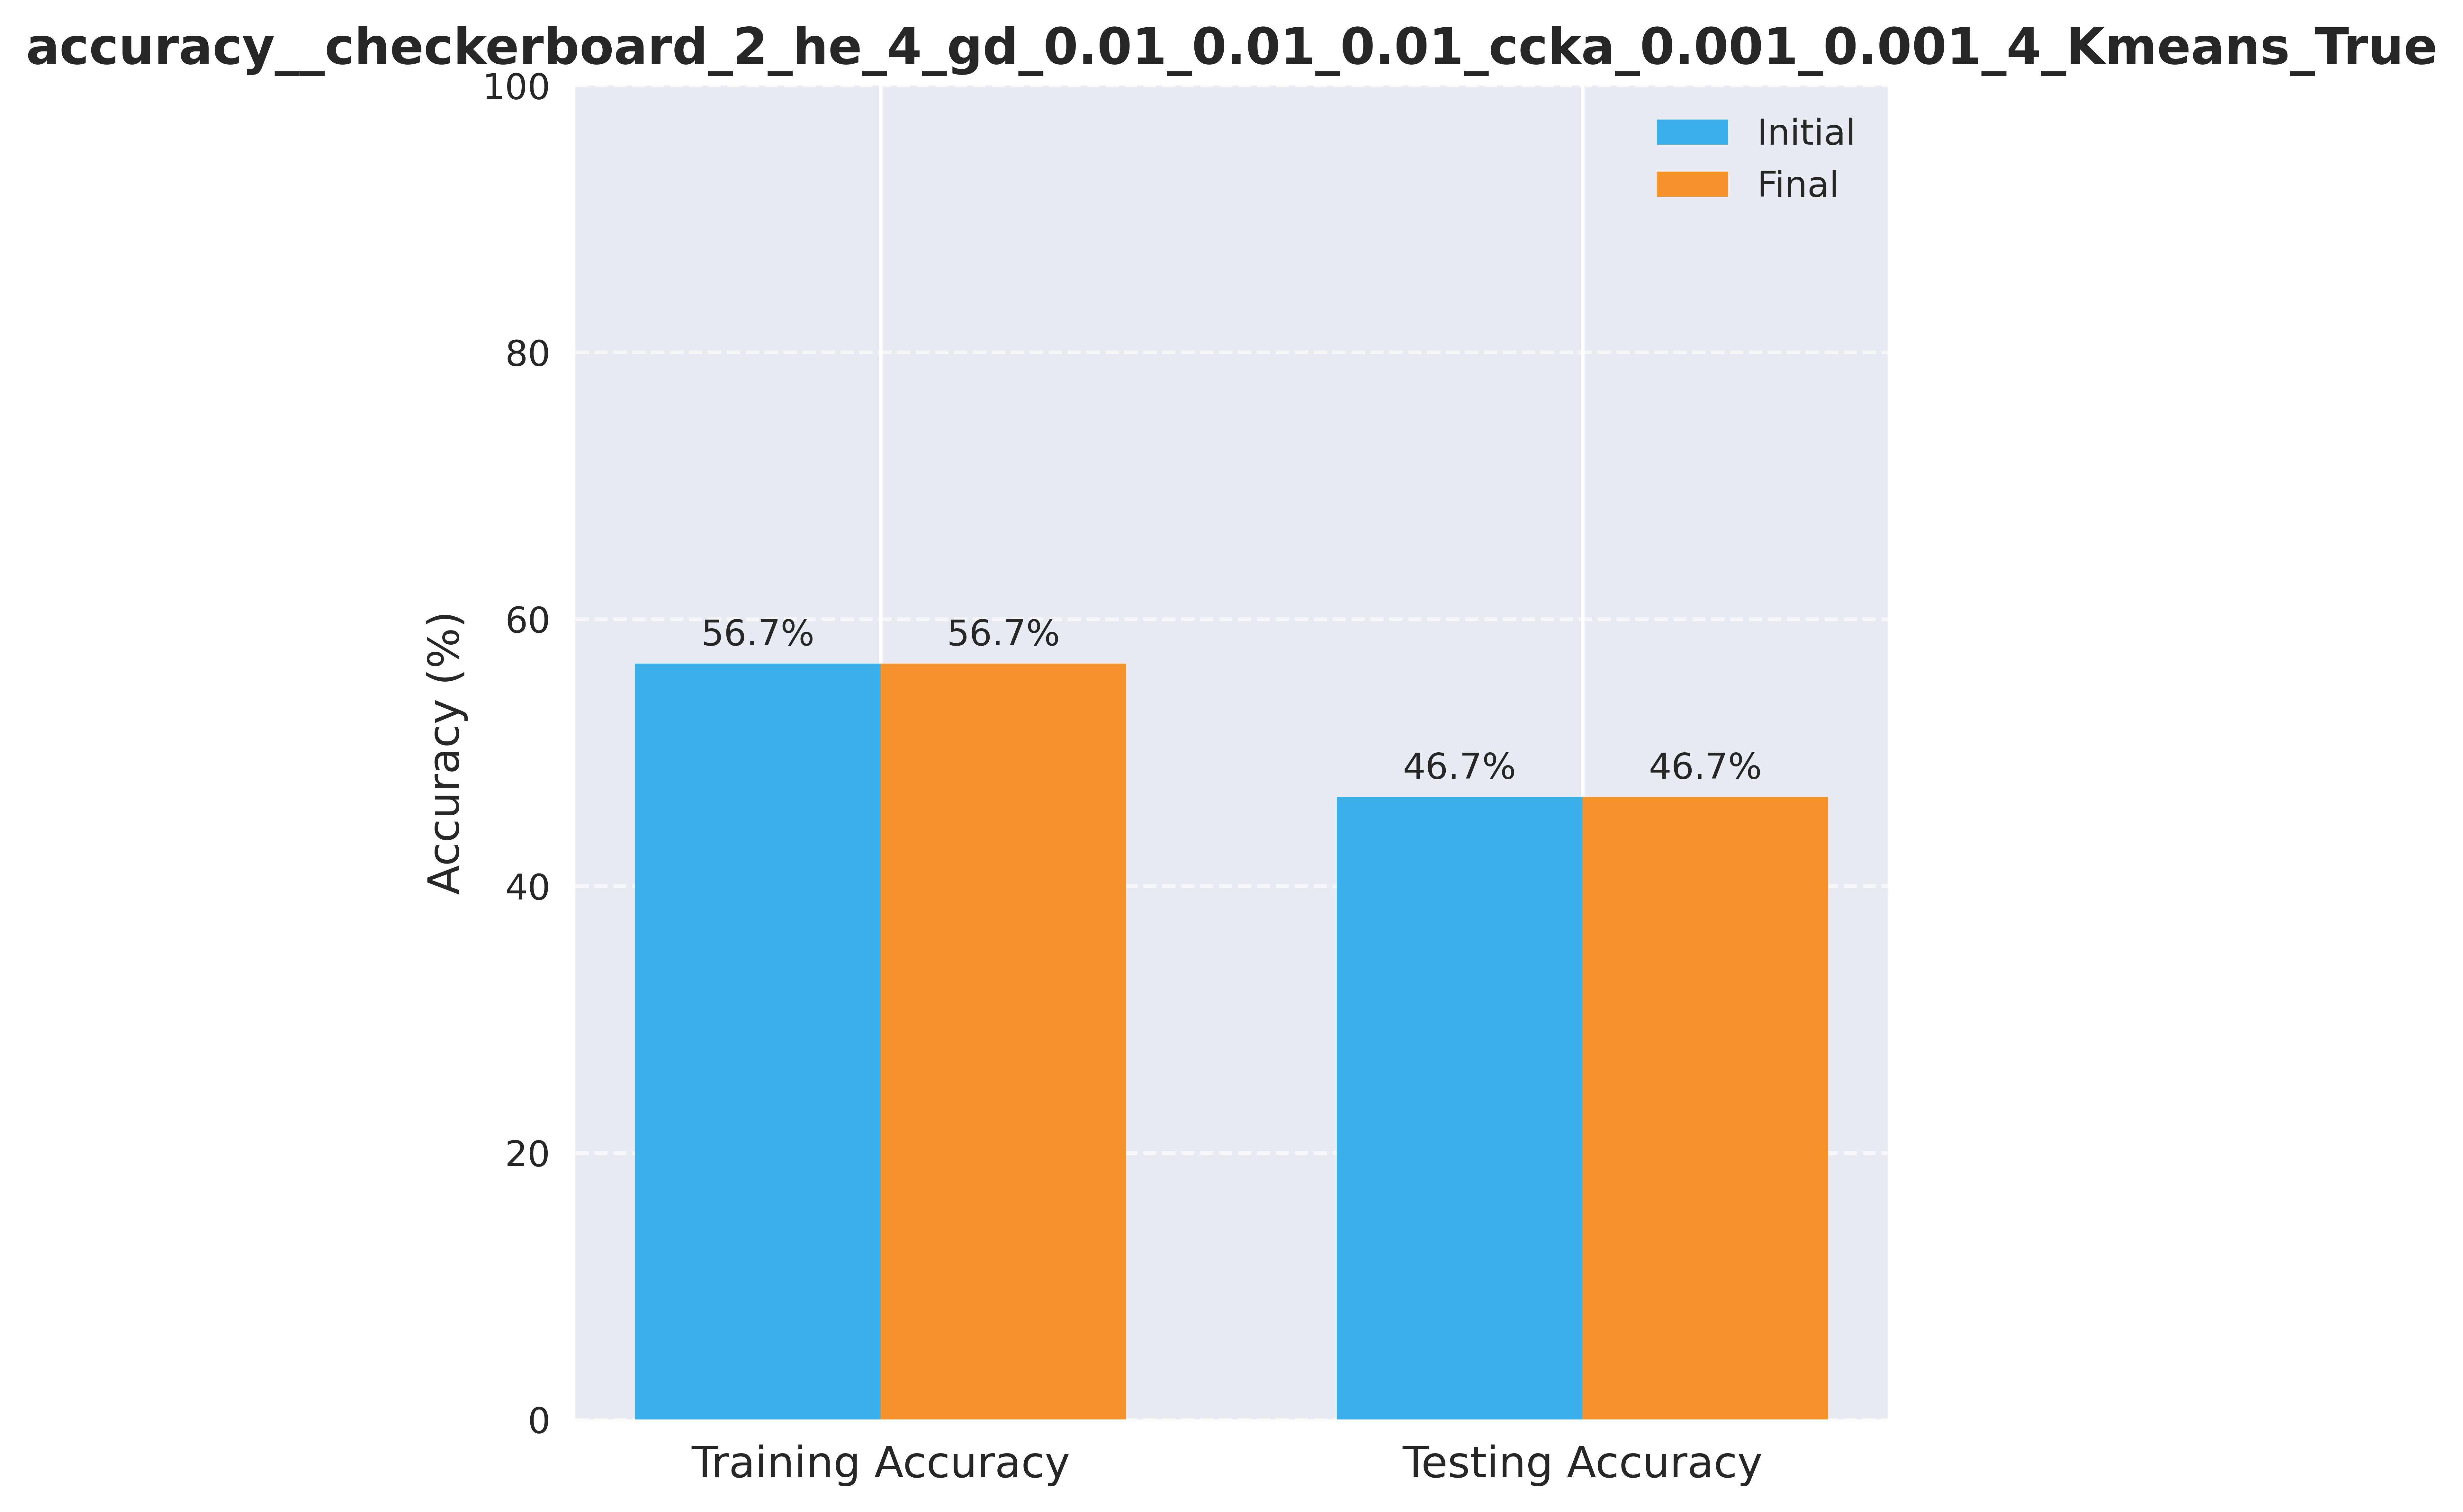 accuracy__checkerboard_2_he_4_gd_0.01_0.01_0.01_ccka_0.001_0.001_4_Kmeans_True
100
80
60
40
20
0
Accuracy (%)
Initial
Final
56.7%
56.7%
46.7%
46.7%
Training Accuracy
Testing Accuracy